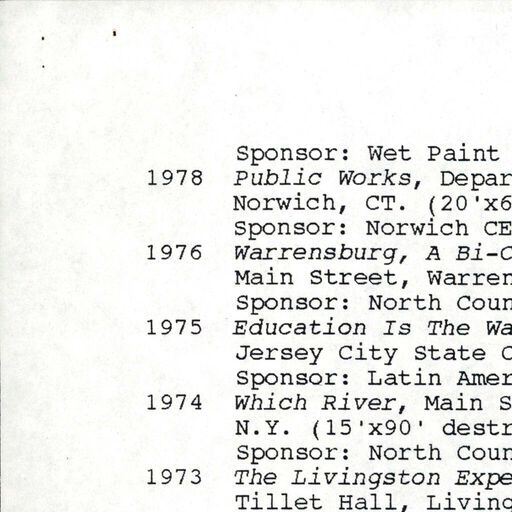 Sponsor: Wet Paint
1978 Public Works, Depar
Norwich, CT. (20'x6
Sponsor: Norwich CE
1976 Warrensburg, A Bi-C
Main Street, Warren
Sponsor: North Coun
1975 Education Is The Wa
Jersey City State C
Sponsor: Latin Amer
1974 Which River, Main S
N.Y. (15'x90' destr
Sponsor: North Coun
1973 The Livingston Expe
Tillet Hall, Living